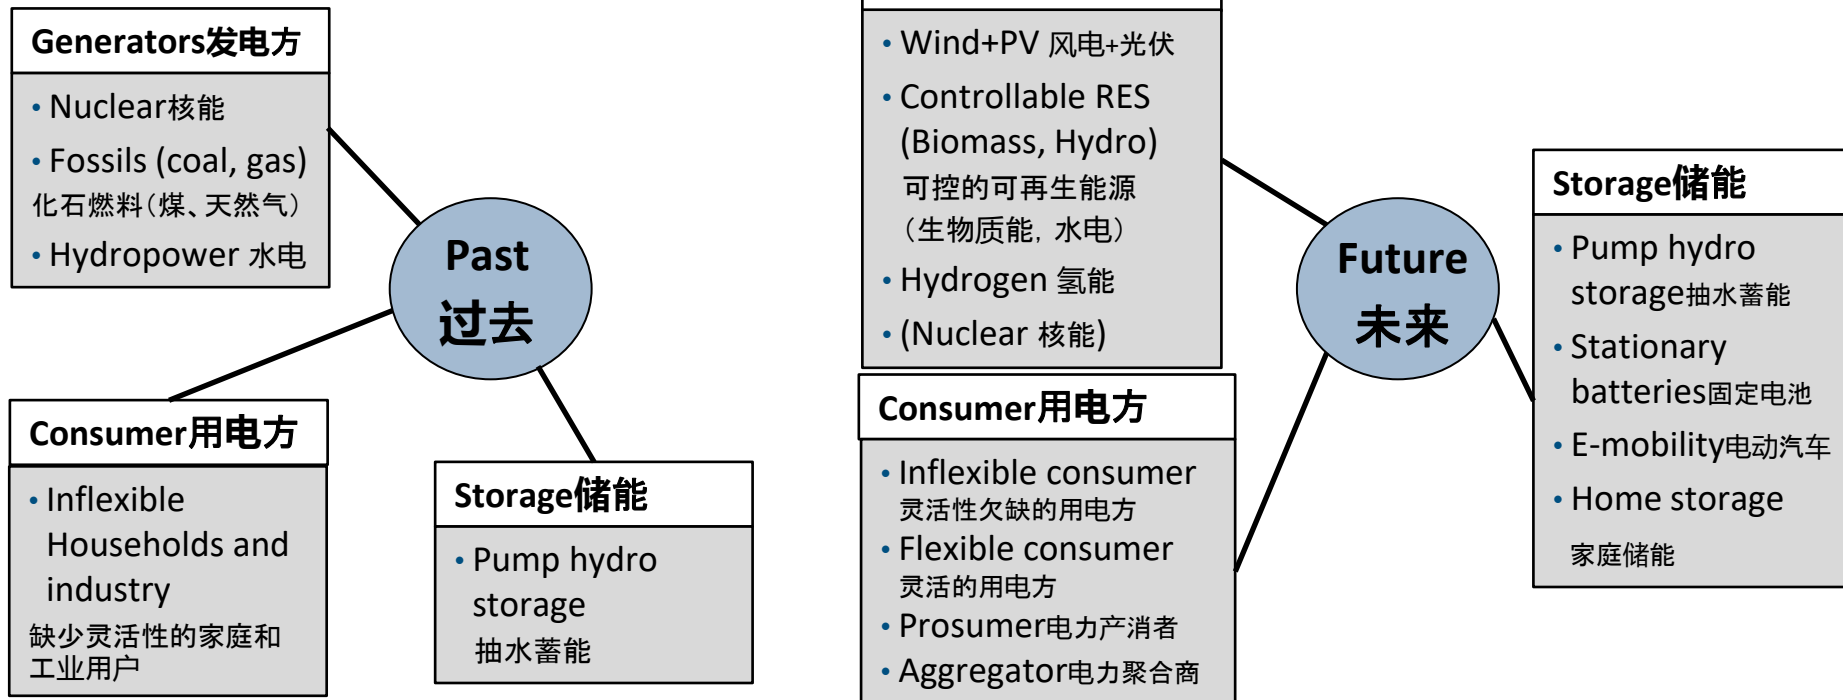 Generators发电方
• Nuclear核能
• Fossils (coal, gas)
化石燃料(煤、天然气)
• Hydropower 水电
Past
过去
Consumer用电方
• Inflexible
Households and
industry
缺少灵活性的家庭和
工业用户
Storage储能
• Pump hydro
storage
抽水蓄能
• Wind+PV 风电+光伏
• Controllable RES
(Biomass, Hydro)
可控的可再生能源
(生物质能, 水电)
• Hydrogen 氢能
• (Nuclear 核能)
Future
未来
Consumer用电方
• Inflexible consumer
灵活性欠缺的用电方
• Flexible consumer
灵活的用电方
• Prosumer电力产消者
• Aggregator电力聚合商
Storage储能
• Pump hydro
storage抽水蓄能
• Stationary
batteries固定电池
• E-mobility电动汽车
• Home storage
家庭储能